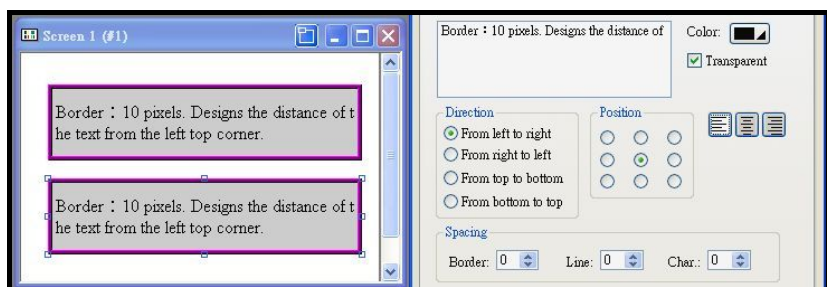 Screen 1 (#1)
Border：10 pixels. Designs the distance of t
he text from the left top corner.
Border：10 pixels. Designs the distance of t
he text from the left top corner.
Border：10 pixels. Designs the distance of
Color:
Transparent
Direction
From left to right
From right to left
From top to bottom
From bottom to top
Position
Spacing
Border: 0 Line: 0 Char.: 0